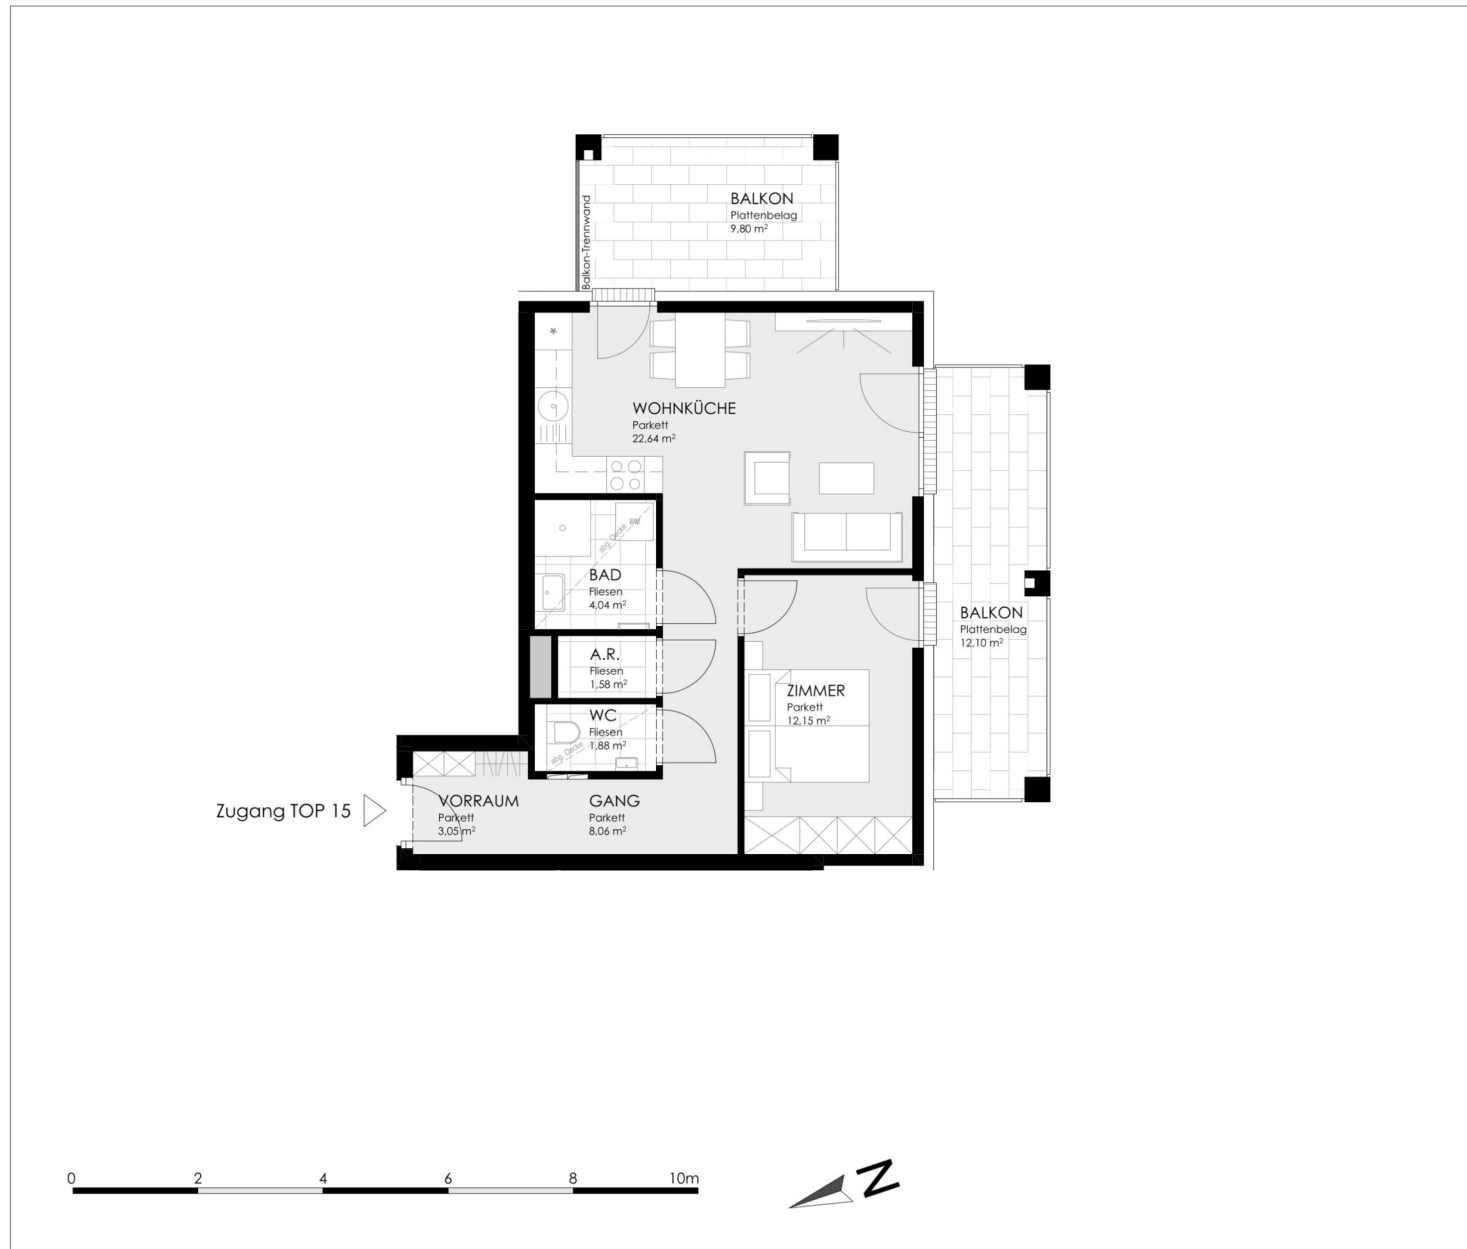 BALKON
Plattenbelag
9,80 m²
Balkon-Trennwand
WOHNKÜCHE
Parkett
22,64 m²
abg. Decke
WM
BAD
Fliesen
4,04 m²
BALKON
Plattenbelag
12,10 m²
A.R.
Fliesen
1,58 m²
ZIMMER
Parkett
12,15 m²
WC
Fliesen
1,88 m²
abg. Decke
Zugang TOP 15
VORRAUM
Parkett
3,05 m²
GANG
Parkett
8,06 m²
0 2 4 6 8 10m
N